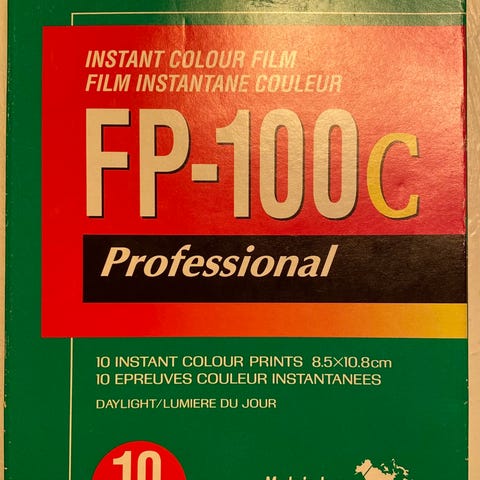 INSTANT COLOUR FILM
FILM INSTANTANE COULEUR
FP-100C
Professional
10 INSTANT COLOUR PRINTS 8.5×10.8cm
10 EPREUVES COULEUR INSTANTANEES
DAYLIGHT/LUMIERE DU JOUR
10